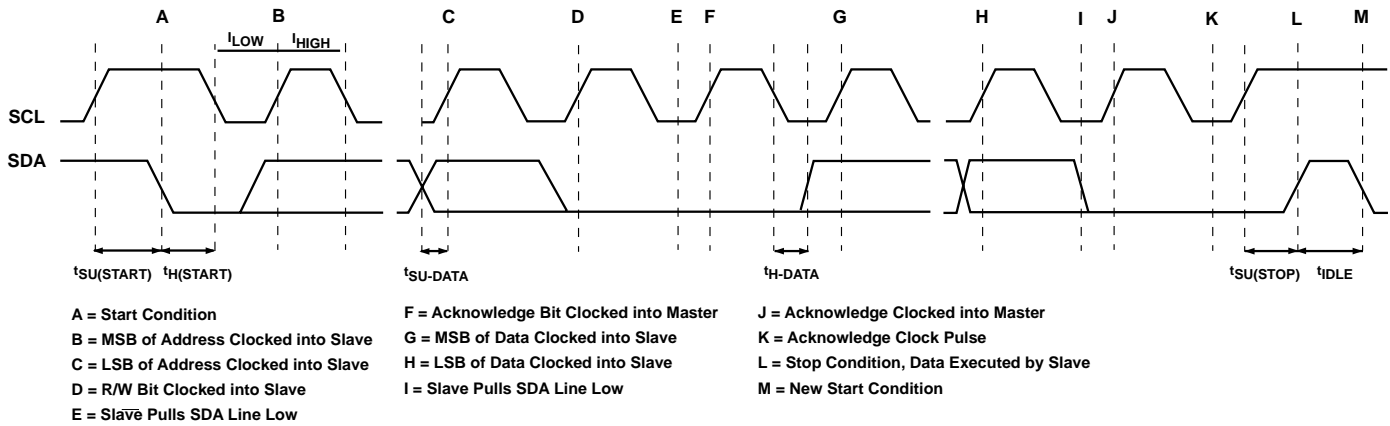 A B C D E F G H I J K L M
ILOW IHIGH
SCL
SDA
tSU(START) tH(START) tSU-DATA tH-DATA tSU(STOP) tIDLE
A = Start Condition
B = MSB of Address Clocked into Slave
C = LSB of Address Clocked into Slave
D = R/W Bit Clocked into Slave
E = Slave Pulls SDA Line Low
F = Acknowledge Bit Clocked into Master
G = MSB of Data Clocked into Slave
H = LSB of Data Clocked into Slave
I = Slave Pulls SDA Line Low
J = Acknowledge Clocked into Master
K = Acknowledge Clock Pulse
L = Stop Condition, Data Executed by Slave
M = New Start Condition